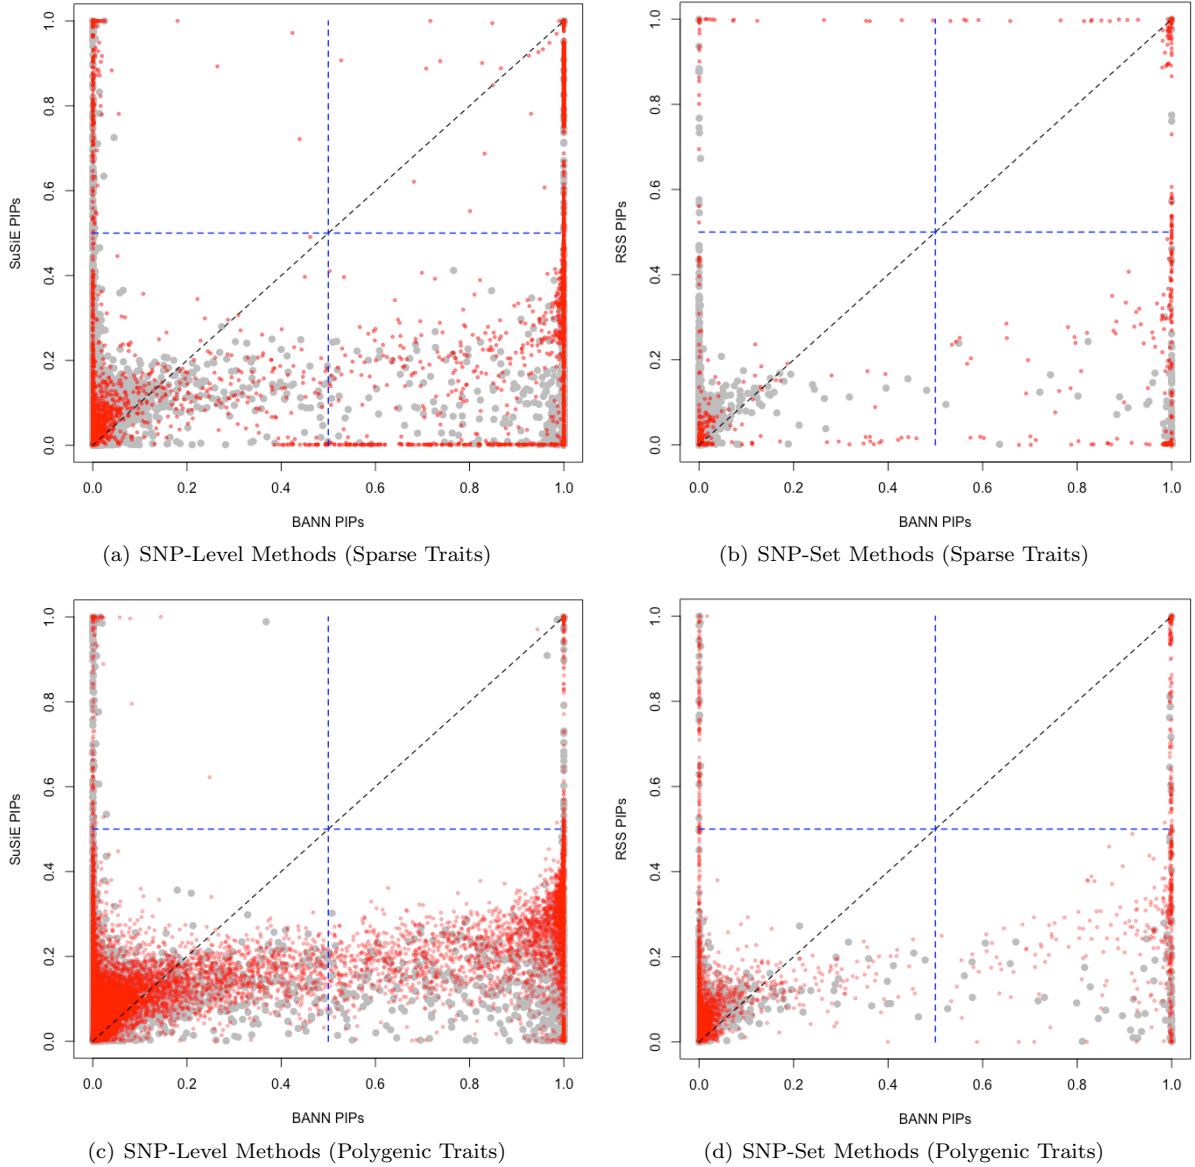 1.0
0.8
0.6
0.4
0.2
0.0
SuSiE PIPs
0.0 0.2 0.4 0.6 0.8 1.0
BANN PIPs
(a) SNP-Level Methods (Sparse Traits)
1.0
0.8
0.6
0.4
0.2
0.0
RSS PIPs
0.0 0.2 0.4 0.6 0.8 1.0
BANN PIPs
(b) SNP-Set Methods (Sparse Traits)
1.0
0.8
0.6
0.4
0.2
0.0
SuSiE PIPs
0.0 0.2 0.4 0.6 0.8 1.0
BANN PIPs
(c) SNP-Level Methods (Polygenic Traits)
1.0
0.8
0.6
0.4
0.2
0.0
RSS PIPs
0.0 0.2 0.4 0.6 0.8 1.0
BANN PIPs
(d) SNP-Set Methods (Polygenic Traits)